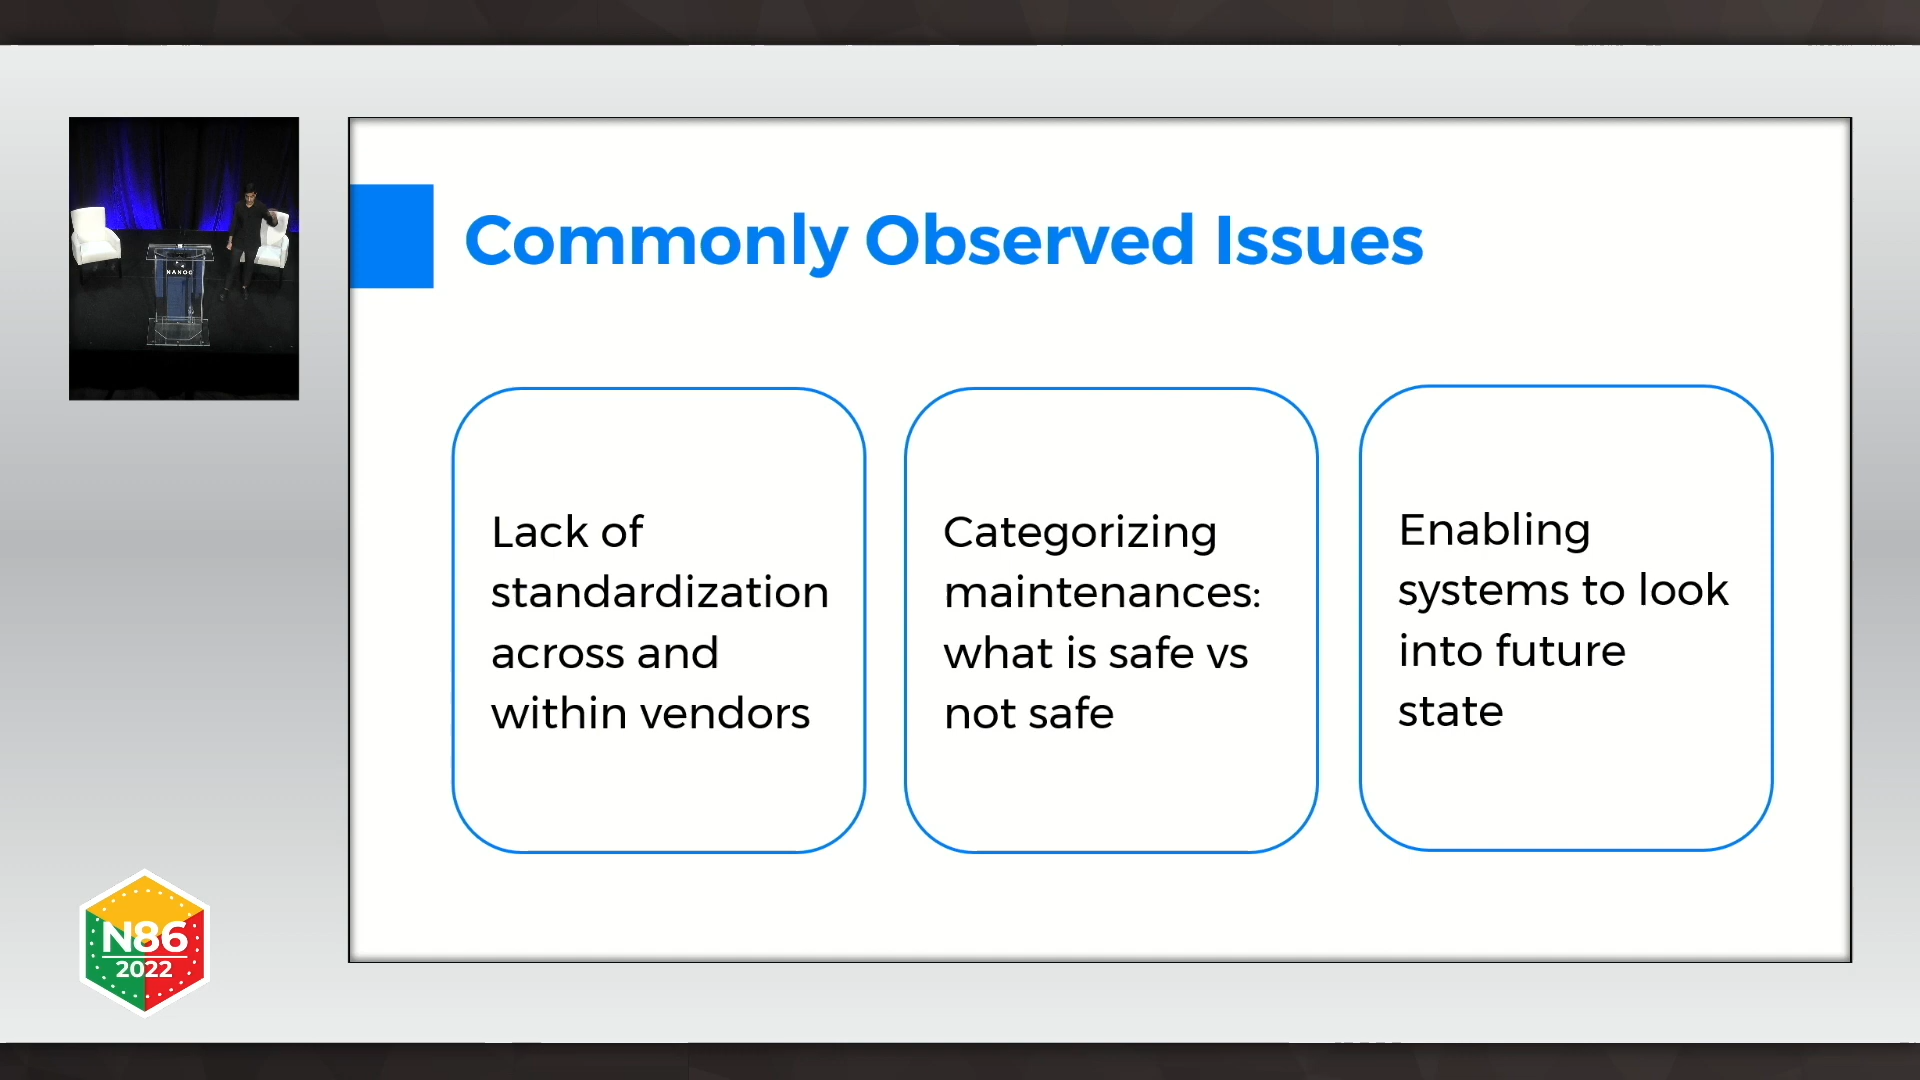 Commonly Observed Issues
Lack of
standardization
across and
within vendors
Categorizing
maintenances:
what is safe vs
not safe
Enabling
systems to look
into future
state
NANOG
N86
2022